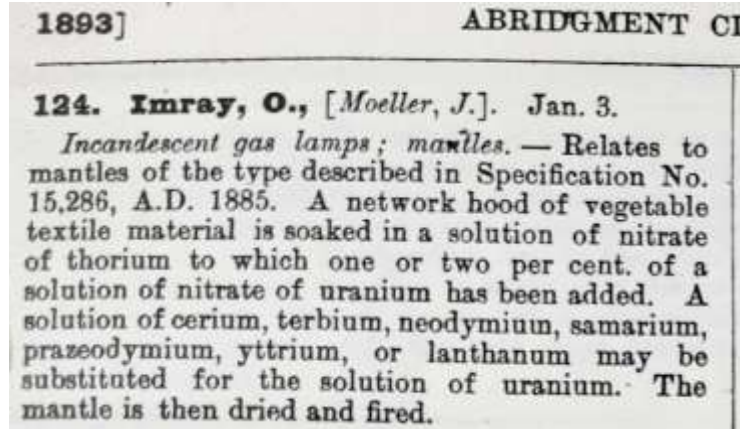 1893] ABRIDGMENT
124. Imray, O., [Moeller, J.]. Jan. 3.
Incandescent gas lamps; mantles. — Relates to
mantles of the type described in Specification No.
15,286, A.D. 1885. A network hood of vegetable
textile material is soaked in a solution of nitrate
of thorium to which one or two per cent. of a
solution of nitrate of uranium has been added. A
solution of cerium, terbium, neodymium, samarium,
prazeodymium, yttrium, or lanthanum may be
substituted for the solution of uranium. The
mantle is then dried and fired.